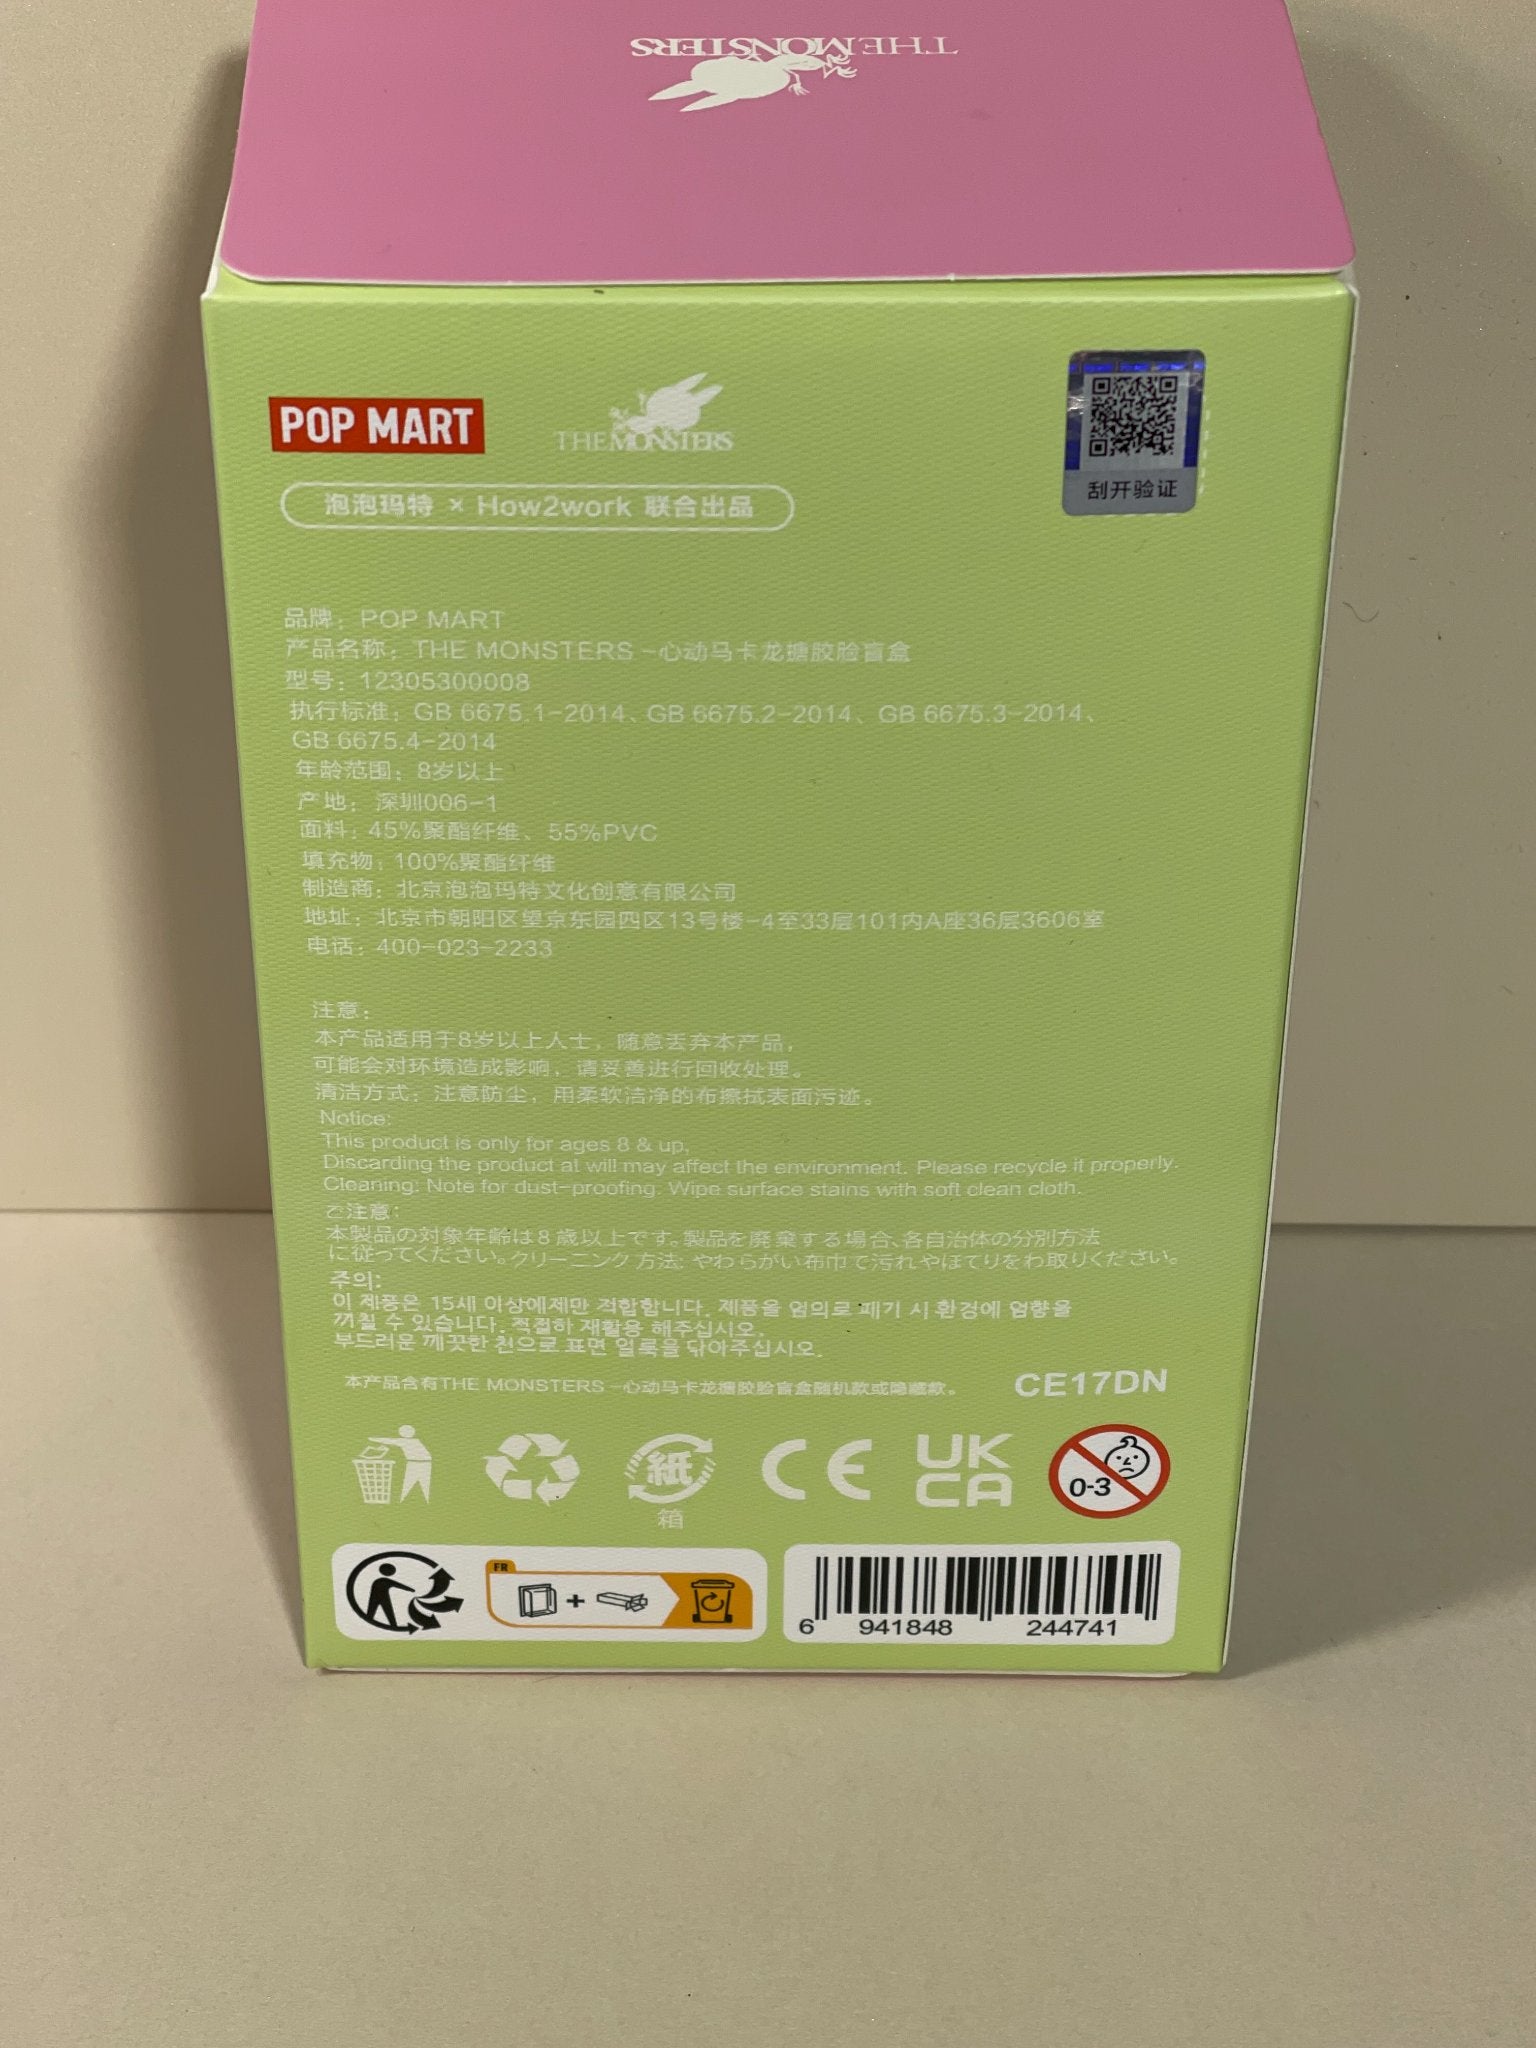 THE MONSTERS
POP MART
THE MONSTERS
刮开验证
泡泡玛特 × How2work 联合出品
品牌：POP MART
产品名称：THE MONSTERS -心动马卡龙搪胶脸盲盒
型号：12305300008
执行标准：GB 6675.1-2014、GB 6675.2-2014、GB 6675.3-2014、
GB 6675.4-2014
年龄范围：8岁以上
产地：深圳006-1
面料：45%聚酯纤维、55%PVC
填充物：100%聚酯纤维
制造商：北京泡泡玛特文化创意有限公司
地址：北京市朝阳区望京东园四区13号楼-4至33层101内A座36层3606室
电话：400-023-2233
注意：
本产品适用于8岁以上人士，随意丢弃本产品，
可能会对环境造成影响，请妥善进行回收处理。
清洁方式：注意防尘，用柔软洁净的布擦拭表面污迹。
Notice:
This product is only for ages 8 & up,
Discarding the product at will may affect the environment. Please recycle it properly.
Cleaning: Note for dust-proofing. Wipe surface stains with soft clean cloth.
ご注意：
本製品の対象年齢は8歳以上です。製品を廃棄する場合、各自治体の分別方法
に従ってください。クリーニング方法: やわらかい布巾で汚れやほこりをわ取りください。
주의:
이 제품은 15세 이상에게만 적합합니다. 제품을 임의로 폐기 시 환경에 영향을
끼칠 수 있습니다. 적절히 재활용 해주십시오.
부드러운 깨끗한 천으로 표면 얼룩을 닦아주십시오.
本产品含有THE MONSTERS -心动马卡龙搪胶脸盲盒随机款或隐藏款。
CE17DN
紙
箱
CE
UK
CA
0-3
FR
6 941848 244741